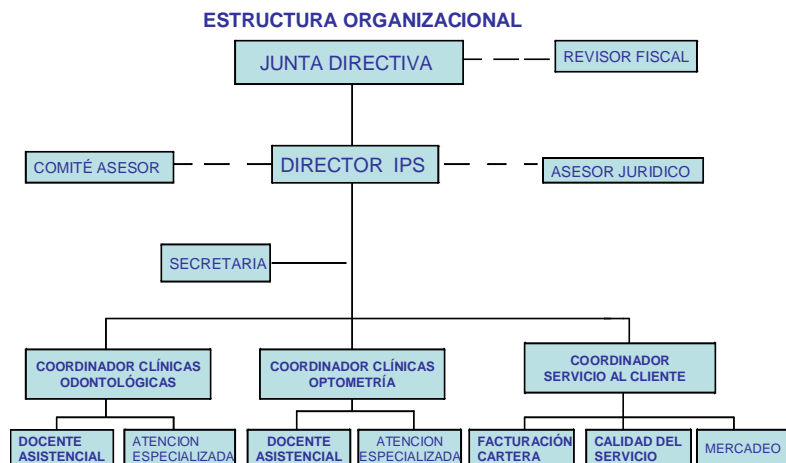 ESTRUCTURA ORGANIZACIONAL
JUNTA DIRECTIVA
REVISOR FISCAL
COMITÉ ASESOR
DIRECTOR IPS
ASESOR JURIDICO
SECRETARIA
COORDINADOR CLÍNICAS
ODONTOLÓGICAS
COORDINADOR CLÍNICAS
OPTOMETRÍA
COORDINADOR
SERVICIO AL CLIENTE
DOCENTE
ASISTENCIAL
ATENCION
ESPECIALIZADA
DOCENTE
ASISTENCIAL
ATENCION
ESPECIALIZADA
FACTURACIÓN
CARTERA
CALIDAD DEL
SERVICIO
MERCADEO